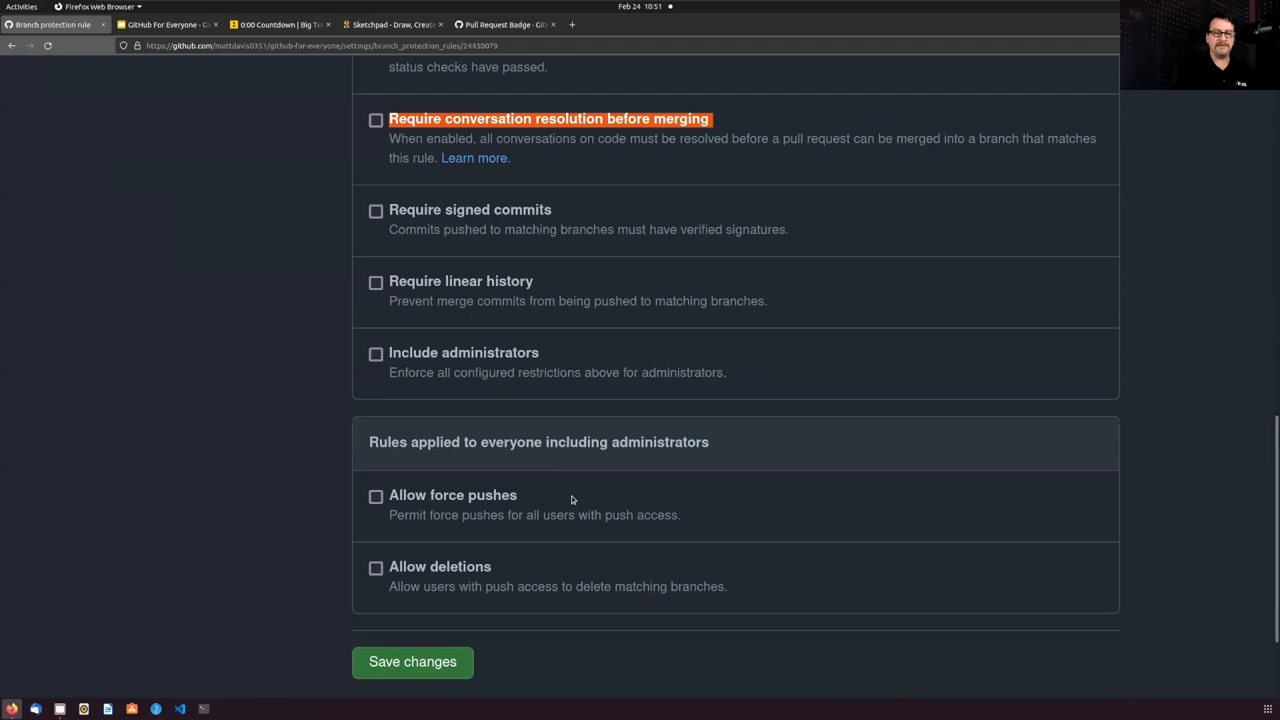 Activities
Firefox Web Browser
Feb 24 10:51
Branch protection rule
GitHub For Everyone - Go
0:00 Countdown | Big Ti
Sketchpad - Draw, Create
Pull Request Badge - Git
https://github.com/mattdavis0351/github-for-everyone/settings/branch_protection_rules/24430079
status checks have passed.
Require conversation resolution before merging
When enabled, all conversations on code must be resolved before a pull request can be merged into a branch that matches
this rule. Learn more.
Require signed commits
Commits pushed to matching branches must have verified signatures.
Require linear history
Prevent merge commits from being pushed to matching branches.
Include administrators
Enforce all configured restrictions above for administrators.
Rules applied to everyone including administrators
Allow force pushes
Permit force pushes for all users with push access.
Allow deletions
Allow users with push access to delete matching branches.
Save changes